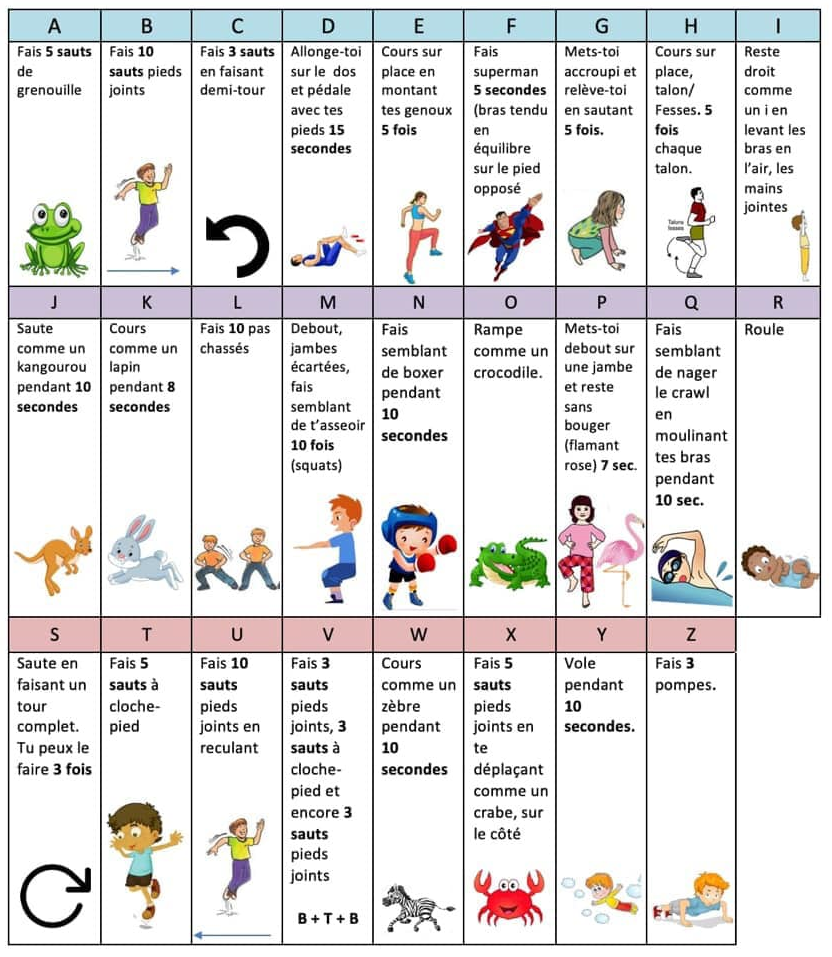 A
B
C
D
E
F
G
H
I
Fais 5 sauts
de
grenouille
Fais 10
sauts pieds
joints
Fais 3 sauts
en faisant
demi-tour
Allonge-toi
sur le dos
et pédale
avec tes
pieds 15
secondes
Cours sur
place en
montant
tes genoux
5 fois
Fais
superman
5 secondes
(bras tendu
en
équilibre
sur le pied
opposé
Mets-toi
accroupi et
relève-toi
en sautant
5 fois.
Cours sur
place,
talon/
Fesses. 5
fois
chaque
talon.
Talons
fesses
Reste
droit
comme
un i en
levant les
bras en
l'air, les
mains
jointes
J
K
L
M
N
O
P
Q
R
Saute
comme un
kangourou
pendant 10
secondes
Cours
comme un
lapin
pendant 8
secondes
Fais 10 pas
chassés
Debout,
jambes
écartées,
fais
semblant
de t'asseoir
10 fois
(squats)
Fais
semblant
de boxer
pendant
10
secondes
Rampe
comme un
crocodile.
Mets-toi
debout sur
une jambe
et reste
sans
bouger
(flamant
rose) 7 sec.
Fais
semblant
de nager
le crawl
en
moulinant
tes bras
pendant
10 sec.
Roule
S
T
U
V
W
X
Y
Z
Saute en
faisant un
tour
complet.
Tu peux le
faire 3 fois
Fais 5
sauts à
cloche-
pied
Fais 10
sauts
pieds
joints en
reculant
Fais 3
sauts
pieds
joints, 3
sauts à
cloche-
pied et
encore 3
sauts
pieds
joints
B + T + B
Cours
comme un
zèbre
pendant
10
secondes
Fais 5
sauts
pieds
joints en
te
déplaçant
comme un
crabe, sur
le côté
Vole
pendant
10
secondes.
Fais 3
pompes.